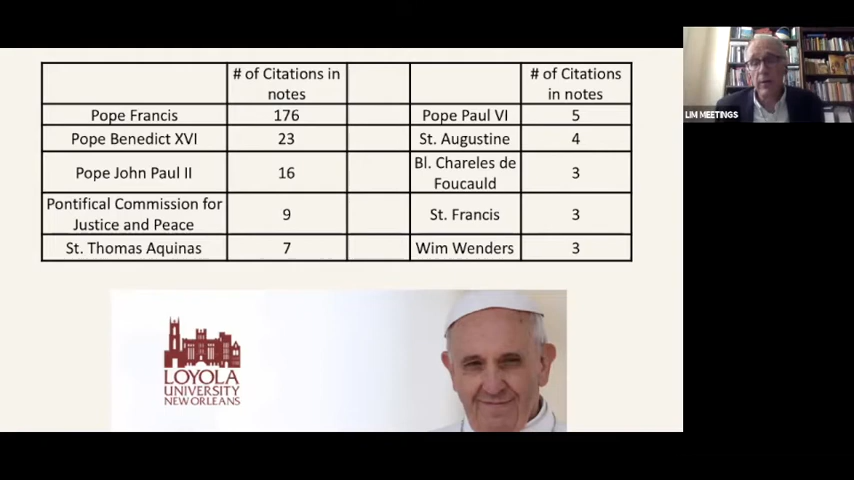 # of Citations in
notes
# of Citations
in notes
Pope Francis 176 Pope Paul VI 5
Pope Benedict XVI 23 St. Augustine 4
Pope John Paul II 16 Bl. Chareles de
Foucauld 3
Pontifical Commission for
Justice and Peace 9 St. Francis 3
St. Thomas Aquinas 7 Wim Wenders 3
LOYOLA
UNIVERSITY
NEW ORLEANS
LIM MEETINGS